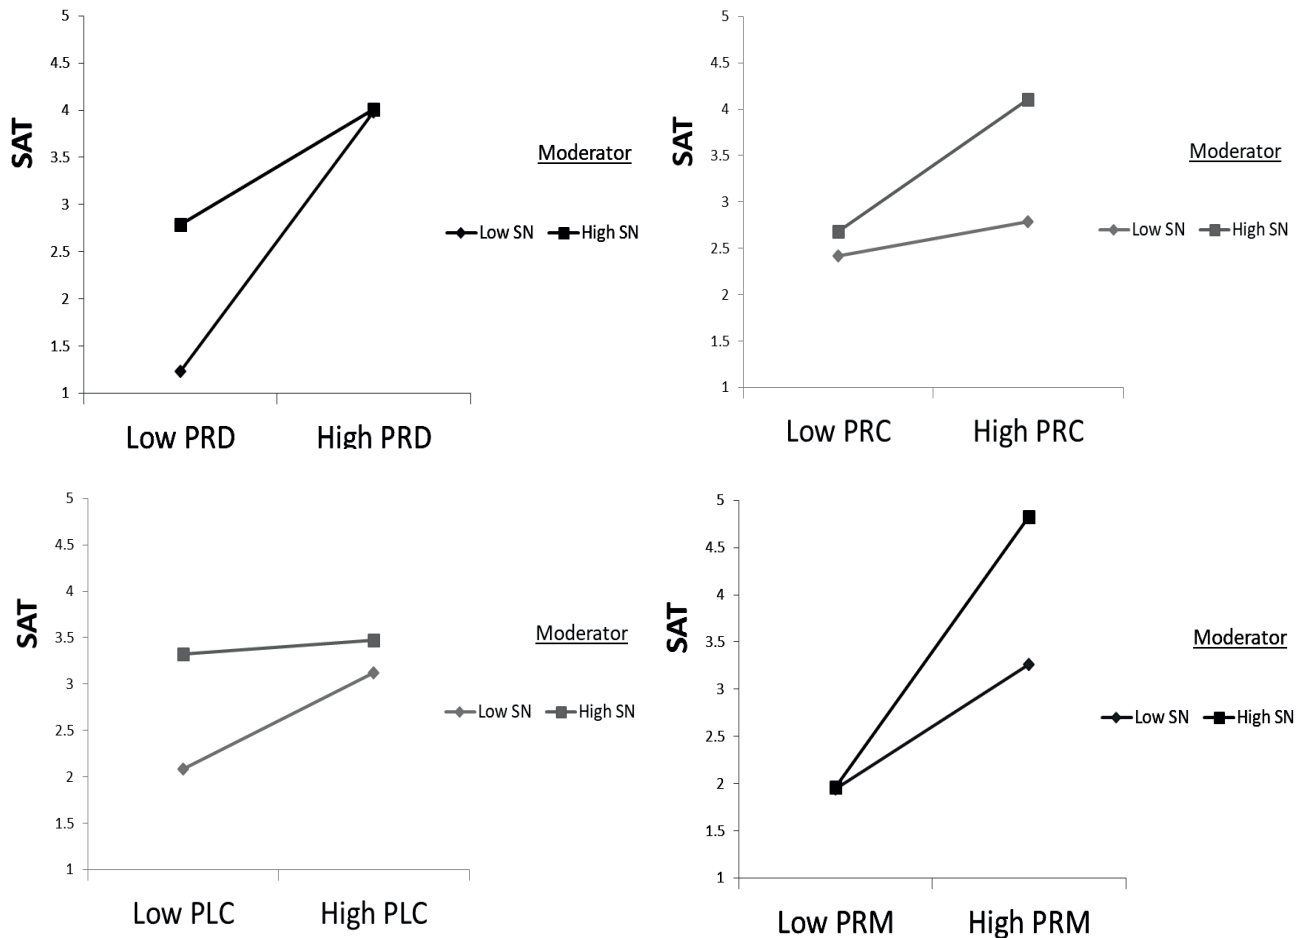 5
4.5
4
3.5
3
2.5
2
1.5
1
SAT
Low PRD High PRD
Moderator
Low SN High SN
5
4.5
4
3.5
3
2.5
2
1.5
1
SAT
Low PRC High PRC
Moderator
Low SN High SN
5
4.5
4
3.5
3
2.5
2
1.5
1
SAT
Low PLC High PLC
Moderator
Low SN High SN
5
4.5
4
3.5
3
2.5
2
1.5
1
SAT
Low PRM High PRM
Moderator
Low SN High SN